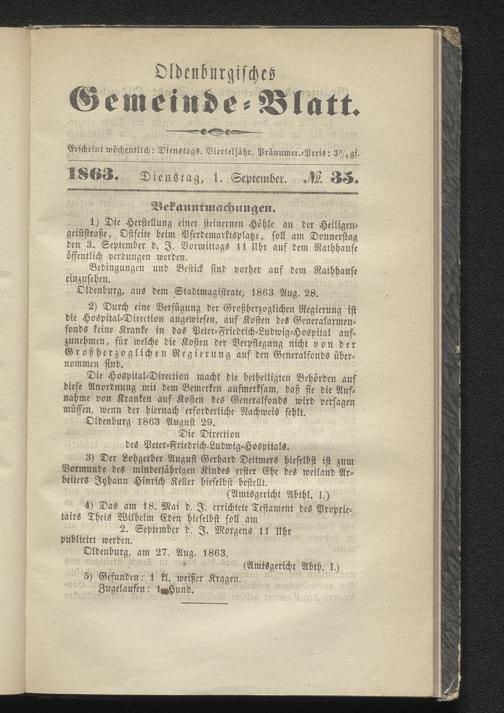 Oldenburgisches
Gemeinde-Blatt.
Erscheint wöchentlich: Dienstags. Vierteljähr. Pränumer.-Preis: 3¾ gſ.
1863. Dienstag, 1. September. No. 35.
Bekanntmachungen.
1) Die Herstellung einer steinernen Höhle an der Heiligen-
geiststraße, Ostseite beim Pferdemarktsplatze, soll am Donnerstag
den 3. September d. J. Vormittags 11 Uhr auf dem Rathhause
öffentlich verdungen werden.
Bedingungen und Bestick sind vorher auf dem Rathhause
einzusehen.
Oldenburg, aus dem Stadtmagistrate, 1863 Aug. 28.
2) Durch eine Verfügung der Großherzoglichen Regierung ist
die Hospital-Direction angewiesen, auf Kosten des Generalarmen-
fonds keine Kranke in das Peter-Friedrich-Ludwig-Hospital auf-
zunehmen, für welche die Kosten der Verpflegung nicht von der
Großherzoglichen Regierung auf den Generalfonds über-
nommen sind.
Die Hospital-Direction macht die betheiligten Behörden auf
diese Anordnung mit dem Bemerken aufmerksam, daß sie die Auf-
nahme von Kranken auf Kosten des Generalfonds wird versagen
müssen, wenn der hiernach erforderliche Nachweis fehlt.
Oldenburg 1863 August 29.
Die Direction
des Peter-Friedrich-Ludwig-Hospitals.
3) Der Lohgerber August Gerhard Dettmers hieselbst ist zum
Vormunde des minderjährigen Kindes erster Ehe des weiland Ar-
beiters Johann Hinrich Keller hieselbst bestellt.
(Amtsgericht Abthl. I.)
4) Das am 18. Mai d. J. errichtete Testament des Proprie-
tairs Theis Wilhelm Eden hieselbst soll am
2. September d. J. Morgens 11 Uhr
publicirt werden.
Oldenburg, am 27. Aug. 1863.
(Amtsgericht Abth. I.)
5) Gefunden: 1 kl. weißer Kragen.
Zugelaufen: 1 Hund.